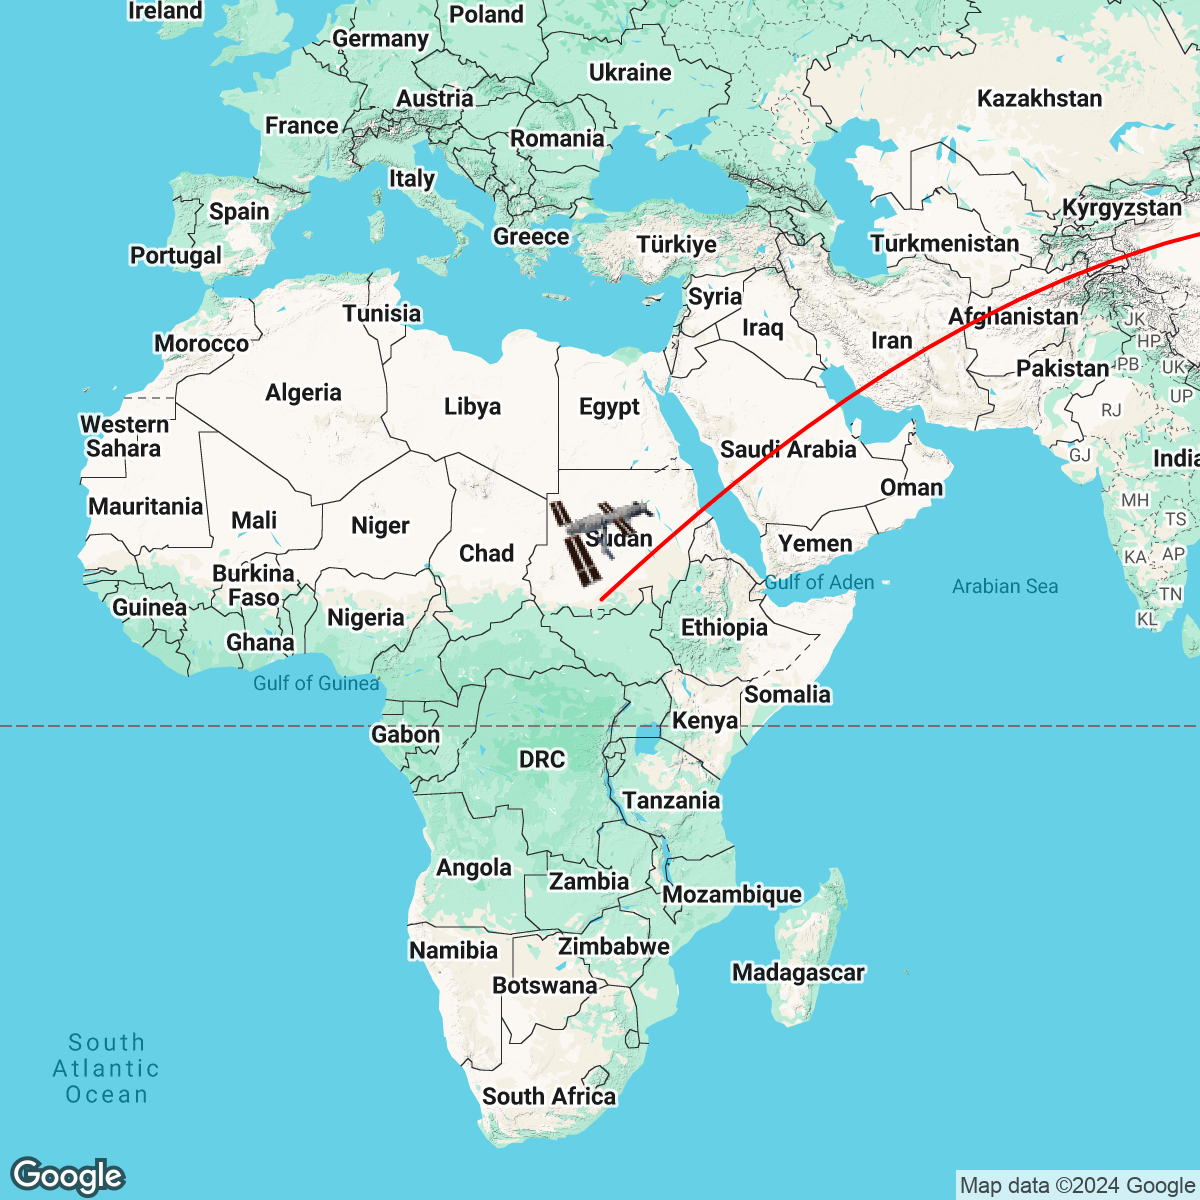 Ireland
Poland
Germany
Ukraine
Austria
Kazakhstan
France
Romania
Italy
Spain
Kyrgyzstan
Greece
Türkiye
Turkmenistan
Portugal
Syria
Tunisia
Afghanistan
JK
Iraq
Morocco
Iran
HP
Pakistan
PB
UK
Algeria
Libya
Egypt
UP
RJ
Western
Sahara
Saudi Arabia
GJ
India
Oman
MH
Mauritania
Mali
Niger
TS
Chad
Sudan
Yemen
KA
AP
Burkina
Faso
Gulf of Aden
Arabian Sea
TN
Guinea
Nigeria
KL
Ghana
Ethiopia
Gulf of Guinea
Somalia
Kenya
Gabon
DRC
Tanzania
Angola
Zambia
Mozambique
Namibia
Zimbabwe
Madagascar
Botswana
South
Atlantic
Ocean
South Africa
Google
Map data ©2024 Google